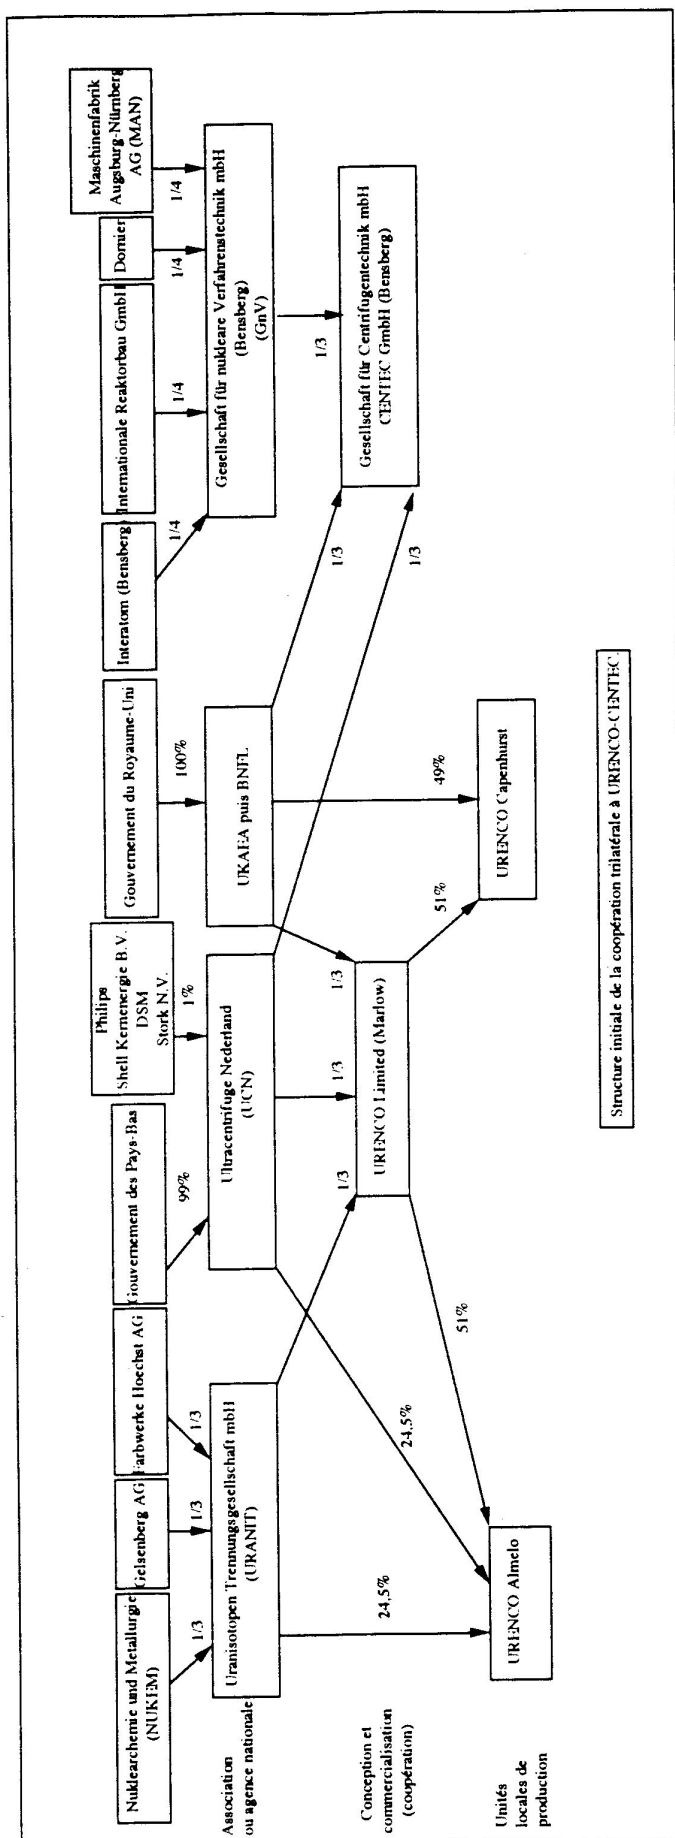 Nuklearchemie und Metallurgie
(NUKEM)
Gelsenberg AG
Farbwerke Hoechst AG
Gouvernement des Pays-Bas
Philips
Shell Kernenergie B.V.
DSM
Stork N.V.
Gouvernement du Royaume-Uni
Interatom (Bensberg)
Internationale Reaktorbau GmbH
Dornier
Maschinenfabrik
Augsburg-Nürnberg
AG (MAN)
1/3
1/3
1/3
99%
1%
100%
1/4
1/4
1/4
1/4
Association
ou agence nationale
Uranisotopen Trennungsgesellschaft mbH
(URANIT)
Ultracentrifuge Nederland
(UCN)
UKAEA puis BNFL
Gesellschaft für nukleare Verfahrenstechnik mbH
(Bensberg)
(GnV)
1/3
1/3
1/3
1/3
1/3
1/3
Conception et
commercialisation
(coopération)
URENCO Limited (Marlow)
Gesellschaft für Centrifugentechnik mbH
CENTEC GmbH (Bensberg)
24,5%
24,5%
51%
51%
49%
Unités
locales de
production
URENCO Almelo
URENCO Capenhurst
Structure initiale de la coopération trilatérale à URENCO-CENTEC.